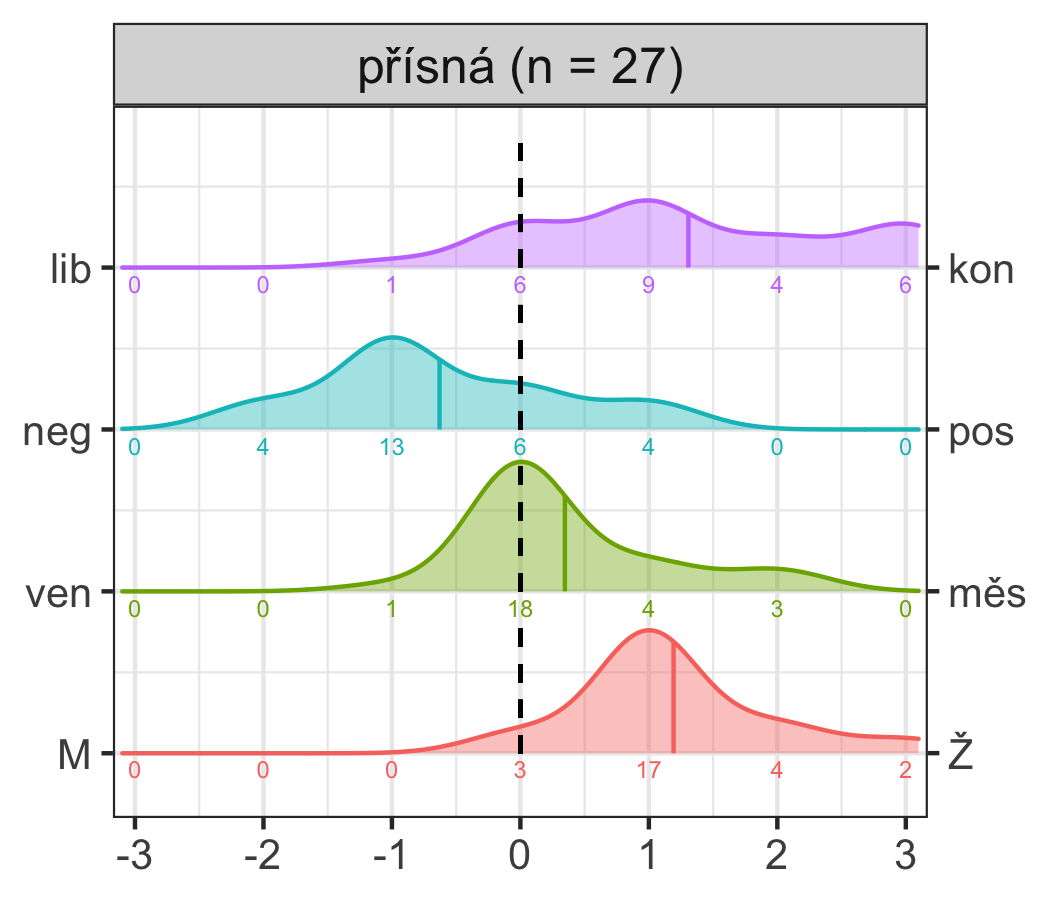 přísná (n = 27)
lib kon
0 0 1 6 9 4 6
neg pos
0 4 13 6 4 0 0
ven měs
0 0 1 18 4 3 0
M Ž
0 0 0 3 17 4 2
-3 -2 -1 0 1 2 3